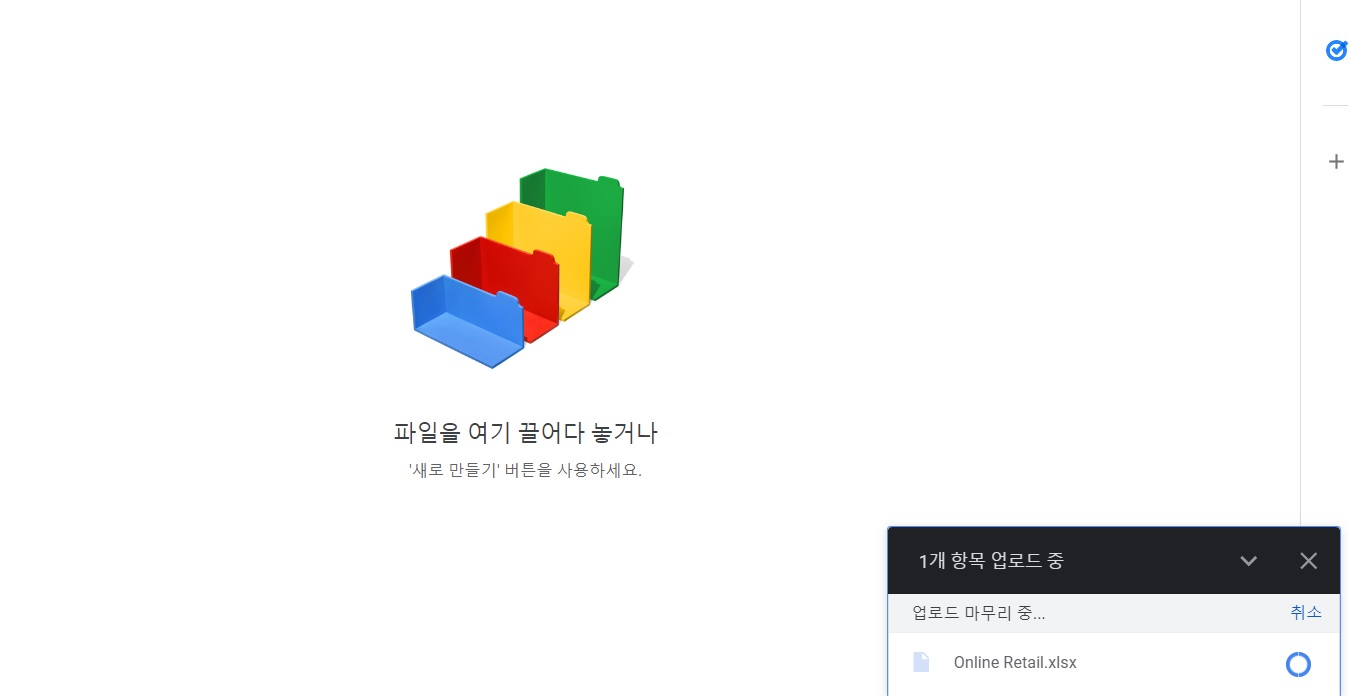 파일을 여기 끌어다 놓거나
'새로 만들기' 버튼을 사용하세요.
1개 항목 업로드 중
업로드 마무리 중... 취소
Online Retail.xlsx